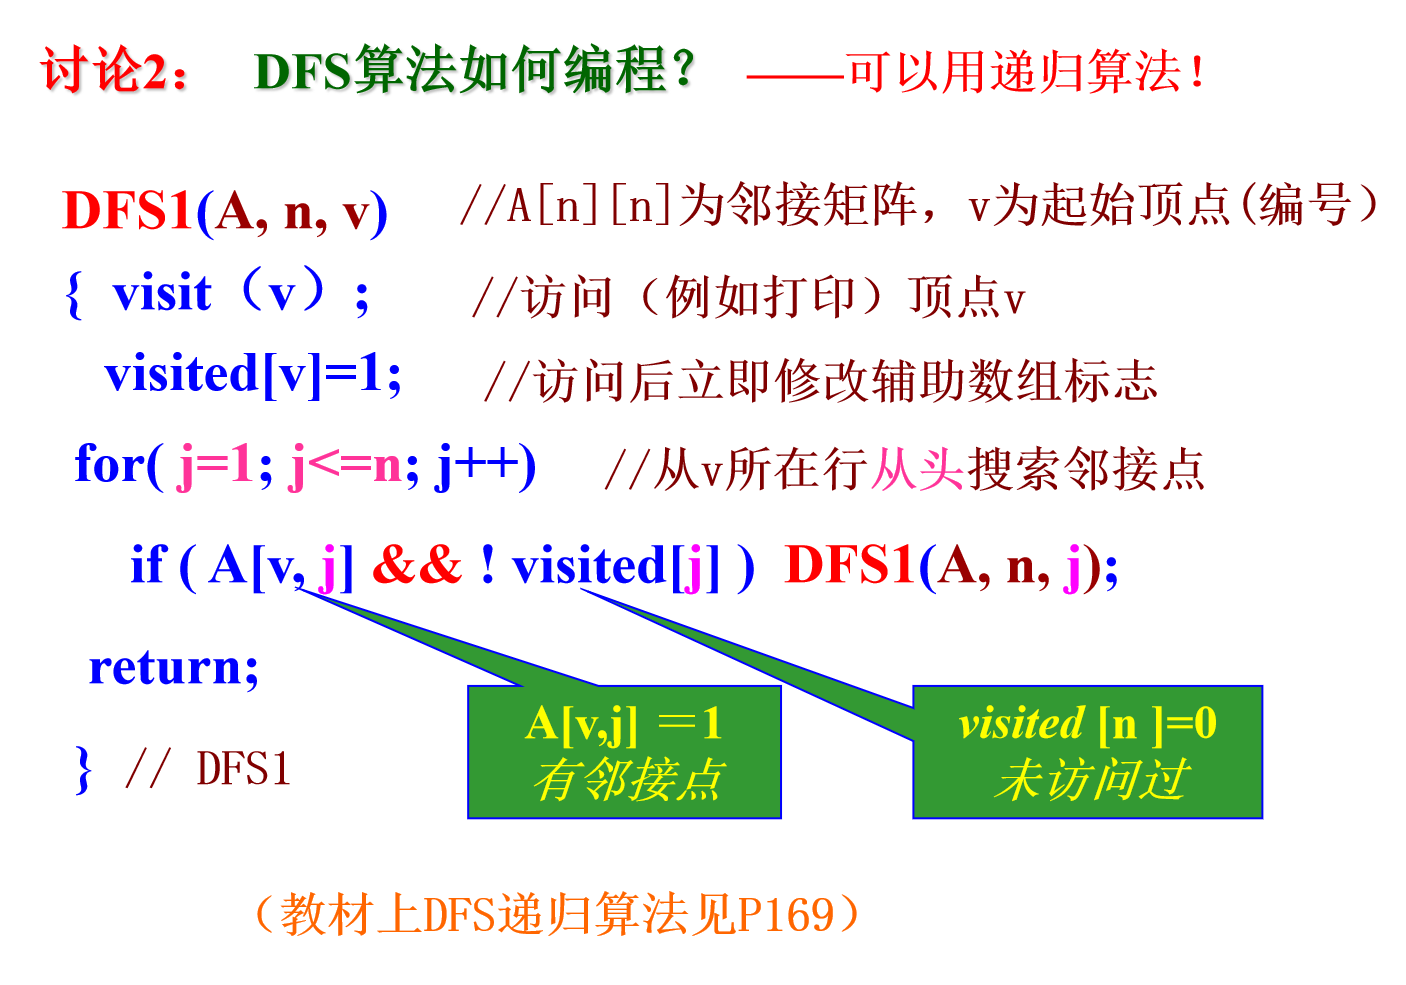 讨论2： DFS算法如何编程？ ——可以用递归算法！
DFS1(A, n, v) //A[n][n]为邻接矩阵，v为起始顶点(编号）
{ visit（v）; //访问（例如打印）顶点v
visited[v]=1; //访问后立即修改辅助数组标志
for( j=1; j<=n; j++) //从v所在行从头搜索邻接点
if ( A[v, j] && ! visited[j] ) DFS1(A, n, j);
return;
A[v,j] ＝1
有邻接点
visited [n ]=0
未访问过
} // DFS1
（教材上DFS递归算法见P169）